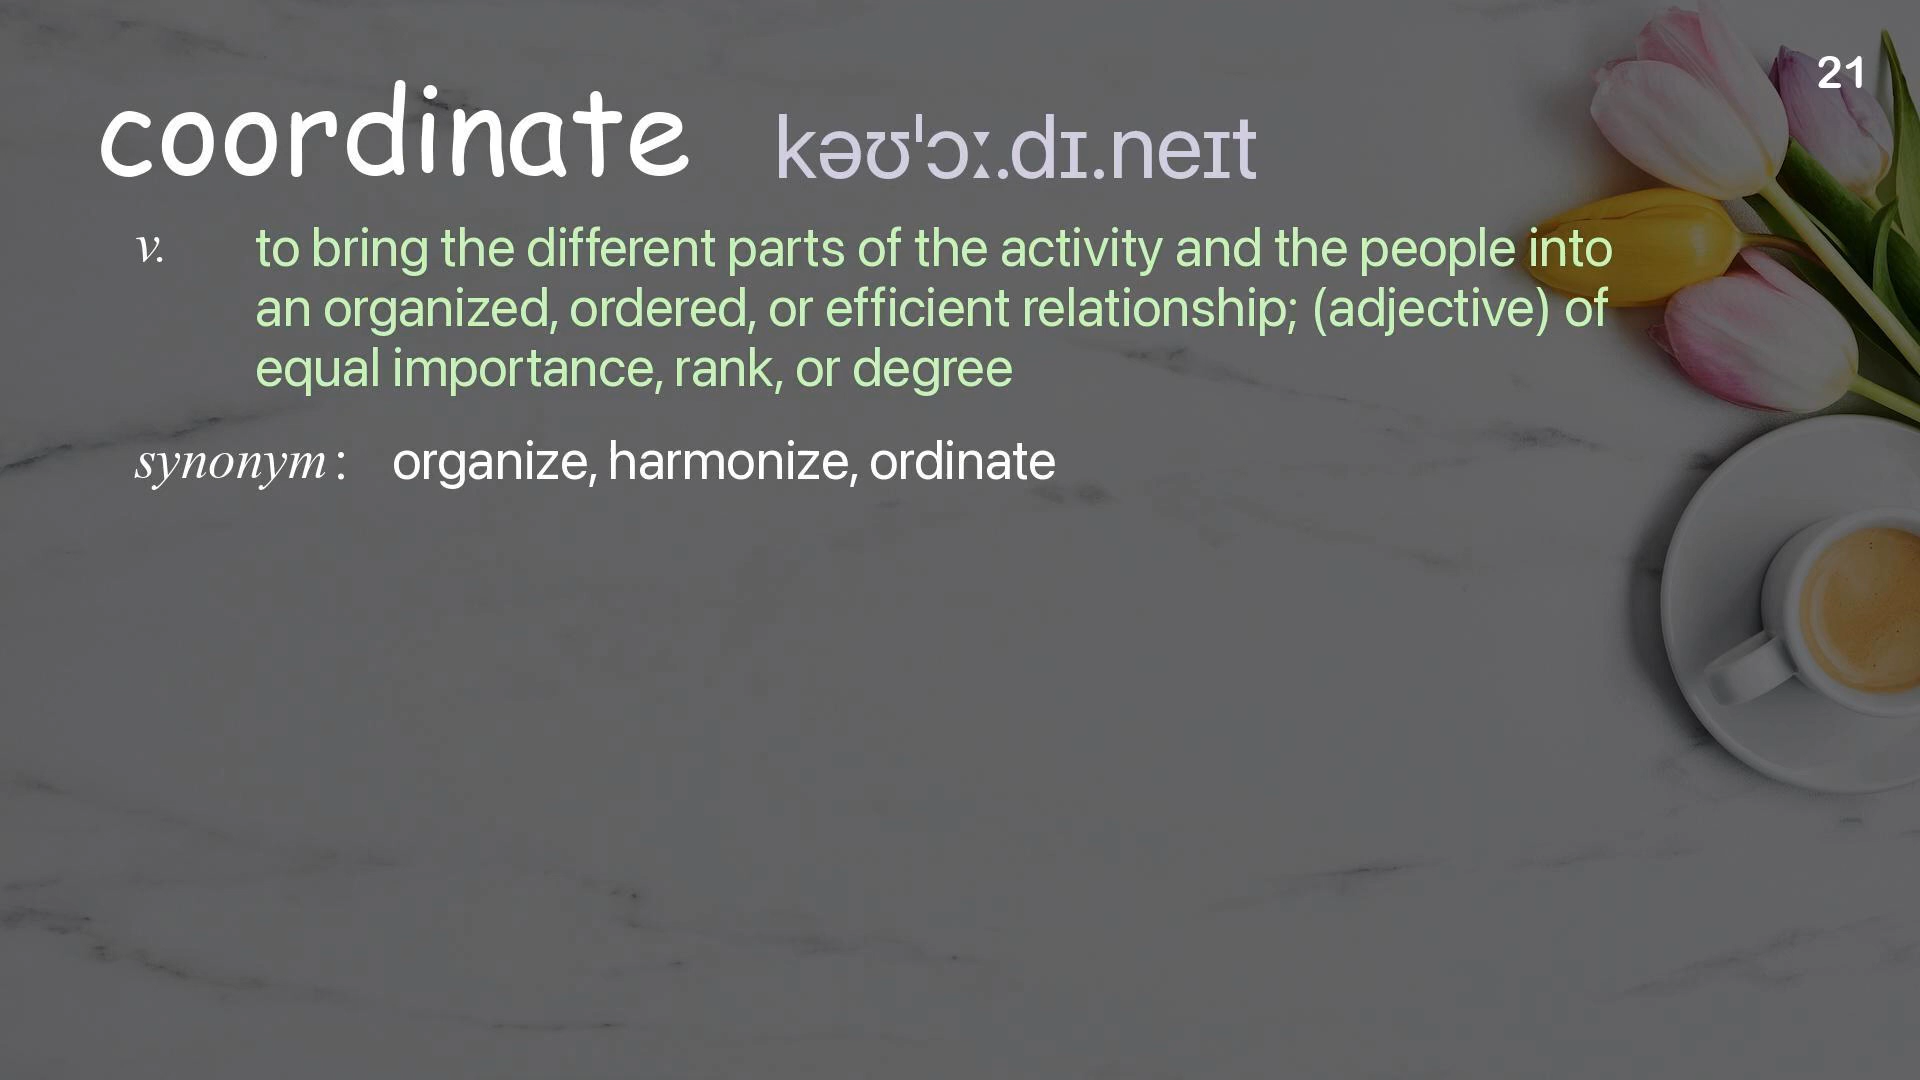 21
coordinate kəʊˈɔː.dɪ.neɪt
v. to bring the different parts of the activity and the people into
an organized, ordered, or efficient relationship; (adjective) of
equal importance, rank, or degree
synonym : organize, harmonize, ordinate